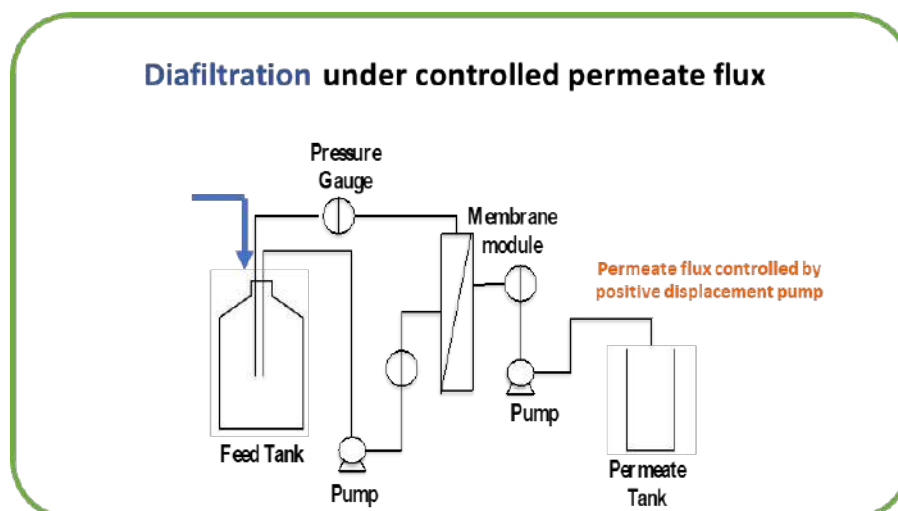 Diafiltration under controlled permeate flux
Pressure
Gauge
Membrane
module
Permeate flux controlled by
positive displacement pump
Feed Tank
Pump
Pump
Permeate
Tank